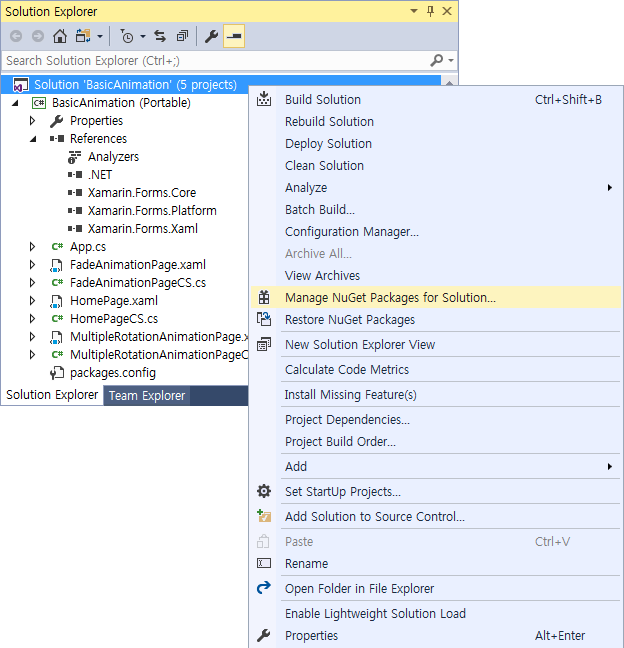 Solution Explorer
Search Solution Explorer (Ctrl+;)
Solution 'BasicAnimation' (5 projects)
C# BasicAnimation (Portable)
Properties
References
Analyzers
.NET
Xamarin.Forms.Core
Xamarin.Forms.Platform
Xamarin.Forms.Xaml
C# App.cs
FadeAnimationPage.xaml
C# FadeAnimationPageCS.cs
HomePage.xaml
C# HomePageCS.cs
MultipleRotationAnimationPage.x
C# MultipleRotationAnimationPageC
packages.config
Solution Explorer Team Explorer
Build Solution Ctrl+Shift+B
Rebuild Solution
Deploy Solution
Clean Solution
Analyze
Batch Build...
Configuration Manager...
Archive All...
View Archives
Manage NuGet Packages for Solution...
Restore NuGet Packages
New Solution Explorer View
Calculate Code Metrics
Install Missing Feature(s)
Project Dependencies...
Project Build Order...
Add
Set StartUp Projects...
Add Solution to Source Control...
Paste Ctrl+V
Rename
Open Folder in File Explorer
Enable Lightweight Solution Load
Properties Alt+Enter